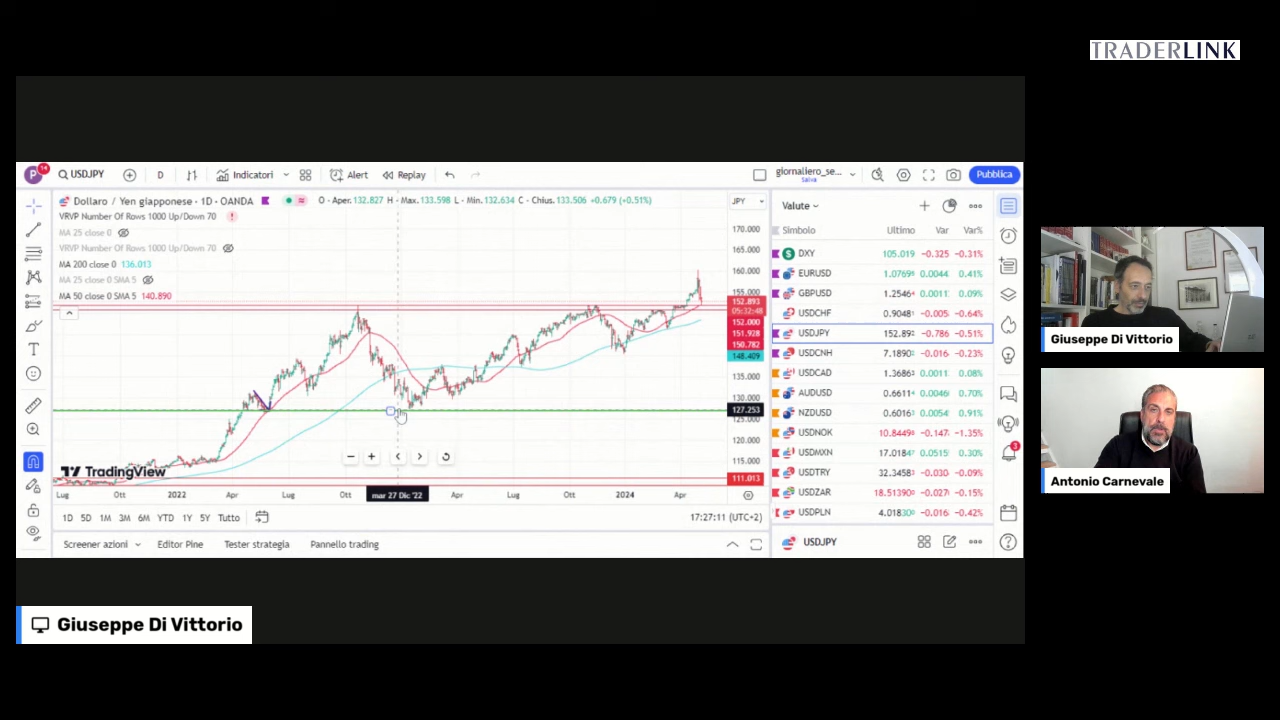 TRADERLINK
P 14 USDJPY D Indicatori Alert Replay giornaliero_se... Salva Pubblica
Dollaro / Yen giapponese · 1D · OANDA O - Aper. 132.827 H - Max. 133.598 L - Min. 132.634 C - Chius. 133.506 +0.679 (+0.51%) JPY
VRVP Number Of Rows 1000 Up/Down 70
MA 25 close 0
VRVP Number Of Rows 1000 Up/Down 70
MA 200 close 0 136.013
MA 25 close 0 SMA 5
MA 50 close 0 SMA 5 140.890
170.000
165.000
160.000
155.000
152.893
05:32:48
152.000
151.928
150.782
148.409
135.000
130.000
127.253
125.000
120.000
115.000
111.013
TradingView
Lug Ott 2022 Apr Lug Ott mar 27 Dic '22 Apr Lug Ott 2024 Apr
1D 5D 1M 3M 6M YTD 1Y 5Y Tutto 17:27:11 (UTC+2)
Screener azioni Editor Pine Tester strategia Pannello trading
Valute
Simbolo Ultimo Var Var%
DXY 105.019 −0.325 −0.31%
EURUSD 1.0769 0.0044 0.41%
GBPUSD 1.2546 0.0011 0.09%
USDCHF 0.9048 −0.005 −0.64%
USDJPY 152.89 −0.786 −0.51%
USDCNH 7.1890 −0.016 −0.23%
USDCAD 1.3686 0.0011 0.08%
AUDUSD 0.6611 0.0046 0.70%
NZDUSD 0.6016 0.0054 0.91%
USDNOK 10.8449 −0.147 −1.35%
USDMXN 17.0184 0.0515 0.30%
USDTRY 32.3458 −0.030 −0.09%
USDZAR 18.51390 −0.027 −0.15%
USDPLN 4.01830 −0.016 −0.42%
USDJPY
3
Giuseppe Di Vittorio
Antonio Carnevale
Giuseppe Di Vittorio